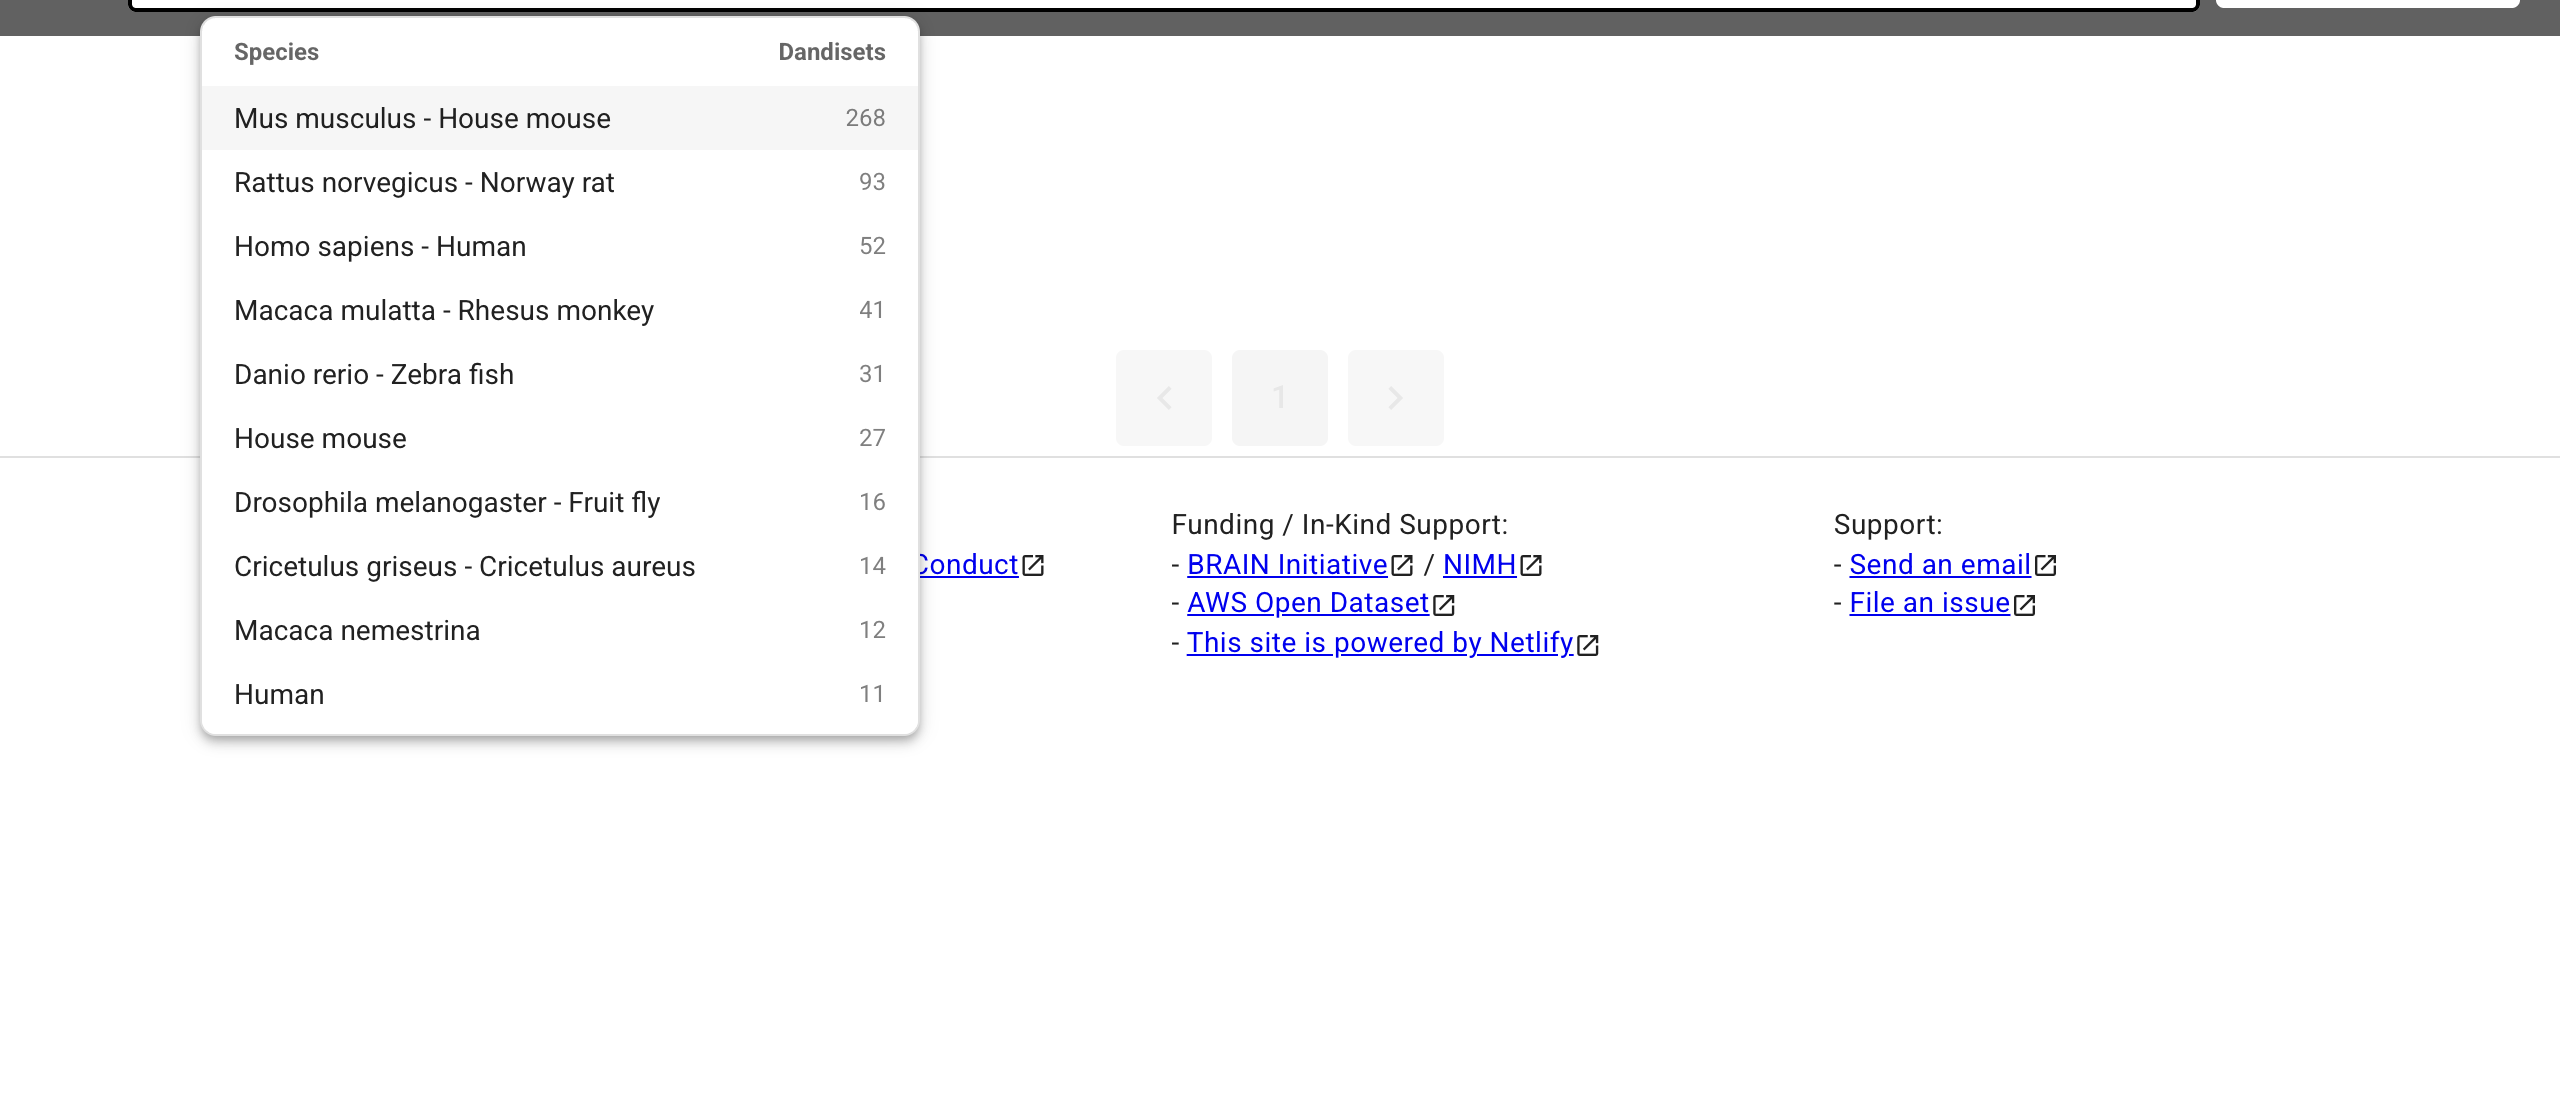 Species Dandisets
Mus musculus - House mouse 268
Rattus norvegicus - Norway rat 93
Homo sapiens - Human 52
Macaca mulatta - Rhesus monkey 41
Danio rerio - Zebra fish 31
House mouse 27
Drosophila melanogaster - Fruit fly 16
Cricetulus griseus - Cricetulus aureus 14
Macaca nemestrina 12
Human 11
1
Conduct
Funding / In-Kind Support:
- BRAIN Initiative / NIMH
- AWS Open Dataset
- This site is powered by Netlify
Support:
- Send an email
- File an issue